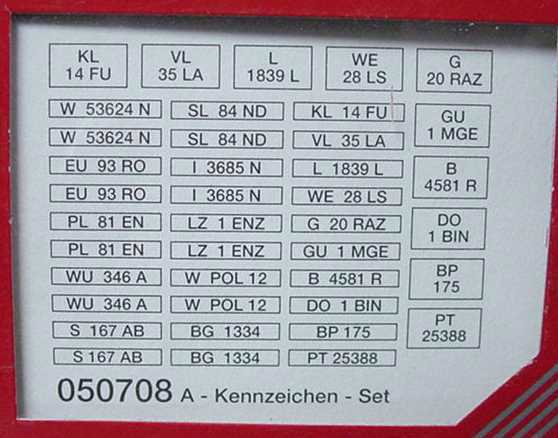 KL
14 FU
VL
35 LA
L
1839 L
WE
28 LS
G
20 RAZ
W 53624 N
SL 84 ND
KL 14 FU
GU
1 MGE
W 53624 N
SL 84 ND
VL 35 LA
EU 93 RO
I 3685 N
L 1839 L
B
4581 R
EU 93 RO
I 3685 N
WE 28 LS
PL 81 EN
LZ 1 ENZ
G 20 RAZ
DO
1 BIN
PL 81 EN
LZ 1 ENZ
GU 1 MGE
WU 346 A
W POL 12
B 4581 R
BP
175
WU 346 A
W POL 12
DO 1 BIN
S 167 AB
BG 1334
BP 175
PT
25388
S 167 AB
BG 1334
PT 25388
050708 A - Kennzeichen - Set